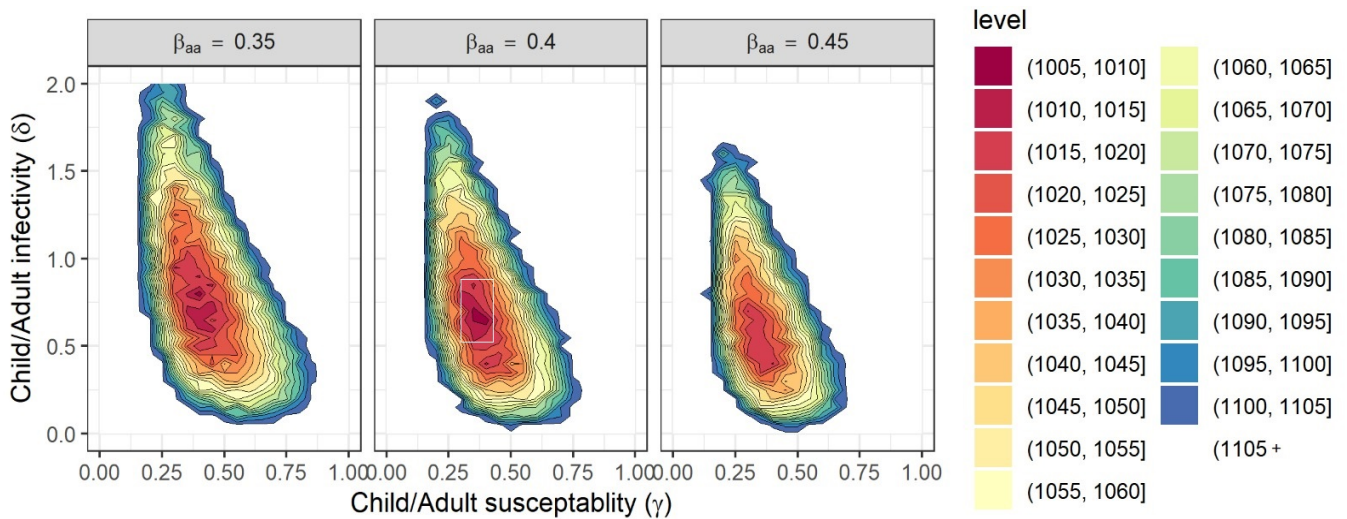 βaa = 0.35
βaa = 0.4
βaa = 0.45
Child/Adult infectivity (δ)
2.0
1.5
1.0
0.5
0.0
0.00 0.25 0.50 0.75 1.00
0.00 0.25 0.50 0.75 1.00
0.00 0.25 0.50 0.75 1.00
Child/Adult susceptablity (γ)
level
(1005, 1010]
(1010, 1015]
(1015, 1020]
(1020, 1025]
(1025, 1030]
(1030, 1035]
(1035, 1040]
(1040, 1045]
(1045, 1050]
(1050, 1055]
(1055, 1060]
(1060, 1065]
(1065, 1070]
(1070, 1075]
(1075, 1080]
(1080, 1085]
(1085, 1090]
(1090, 1095]
(1095, 1100]
(1100, 1105]
(1105 +